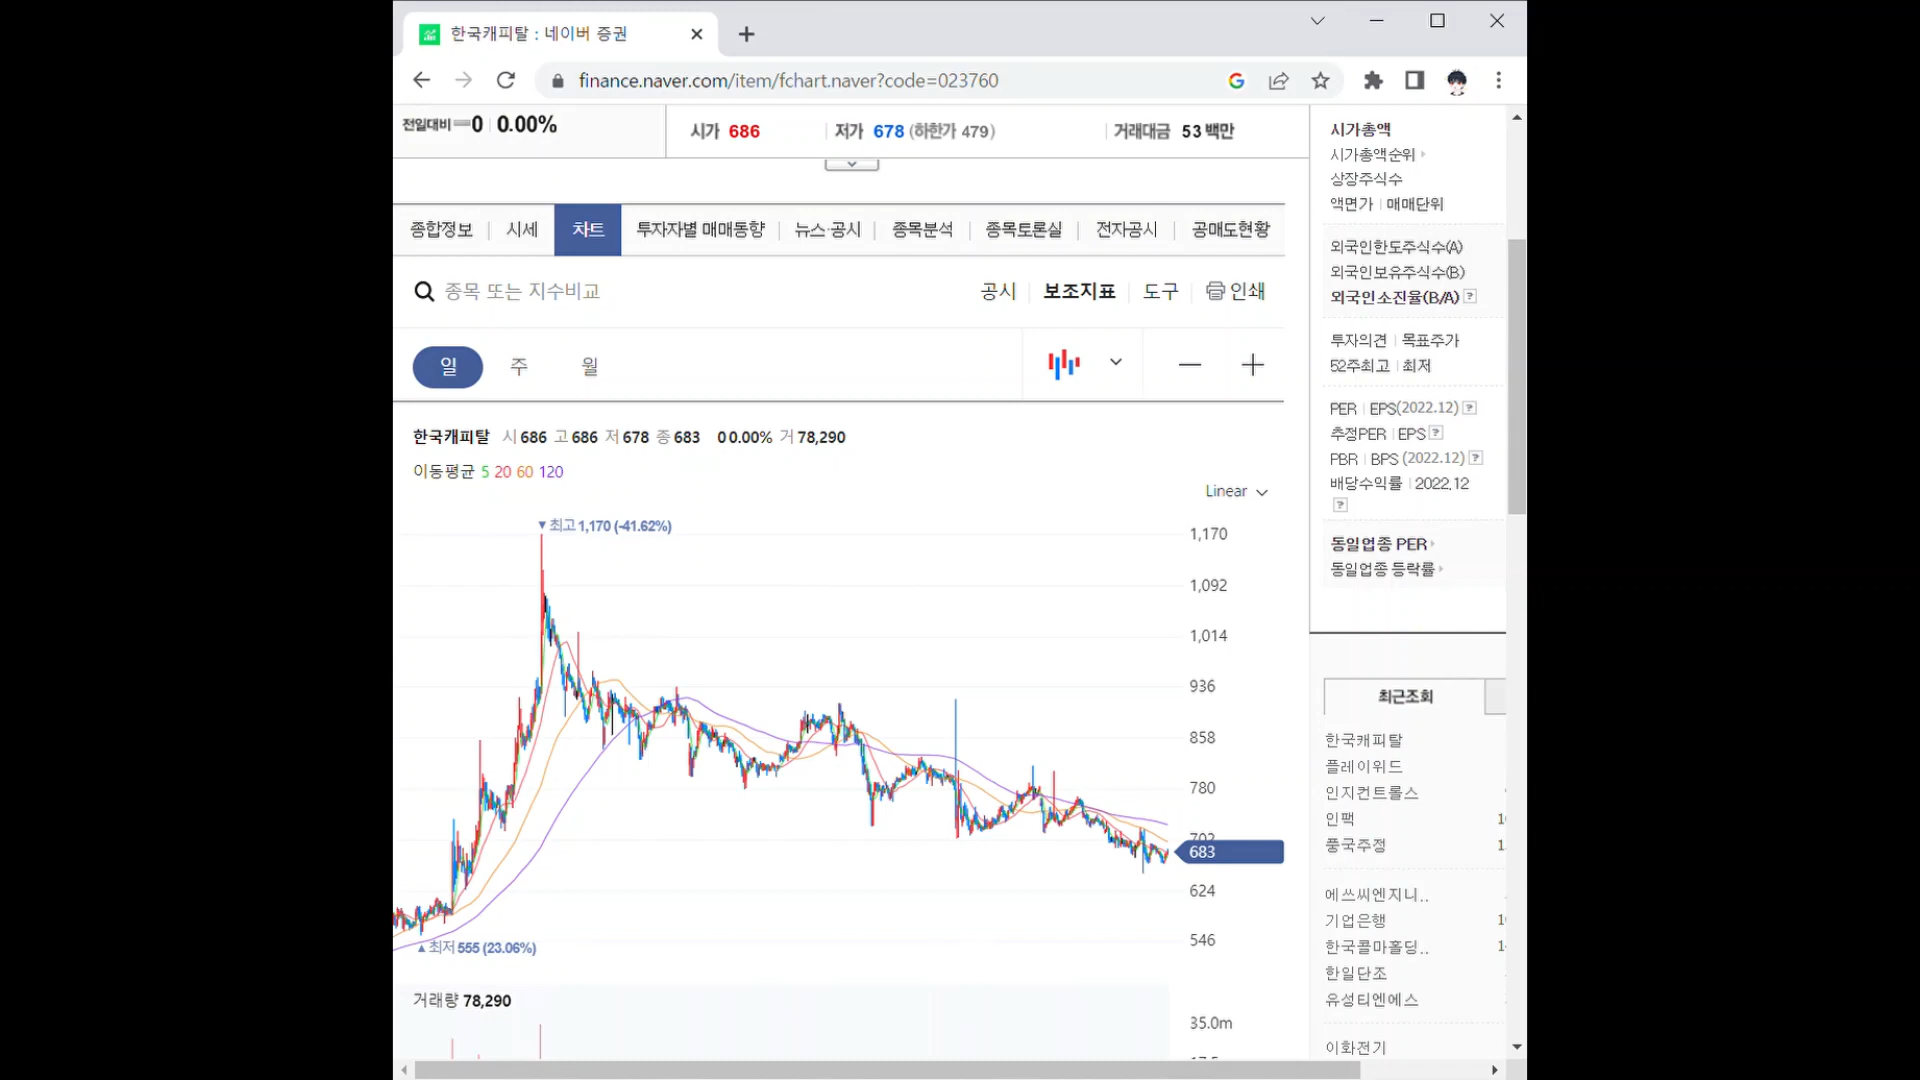 한국캐피탈 : 네이버 증권
finance.naver.com/item/fchart.naver?code=023760
전일대비 0 0.00%
시가 686 저가 678 (하한가 479) 거래대금 53 백만
종합정보 시세 차트 투자자별 매매동향 뉴스·공시 종목분석 종목토론실 전자공시 공매도현황
종목 또는 지수비교 공시 보조지표 도구 인쇄
일 주 월
한국캐피탈 시 686 고 686 저 678 종 683 0 0.00% 거 78,290
이동평균 5 20 60 120
Linear
최고 1,170 (-41.62%)
1,170
1,092
1,014
936
858
780
702
683
624
546
최저 555 (23.06%)
거래량 78,290
35.0m
시가총액
시가총액순위
상장주식수
액면가 매매단위
외국인한도주식수(A)
외국인보유주식수(B)
외국인소진율(B/A) ?
투자의견 목표주가
52주최고 최저
PER EPS(2022.12) ?
추정PER EPS ?
PBR BPS (2022.12) ?
배당수익률 2022.12
?
동일업종 PER
동일업종 등락률
최근조회
한국캐피탈
플레이위드
인지컨트롤스
인팩
풍국주정
에쓰씨엔지니..
기업은행
한국콜마홀딩..
한일단조
유성티엔에스
이화전기